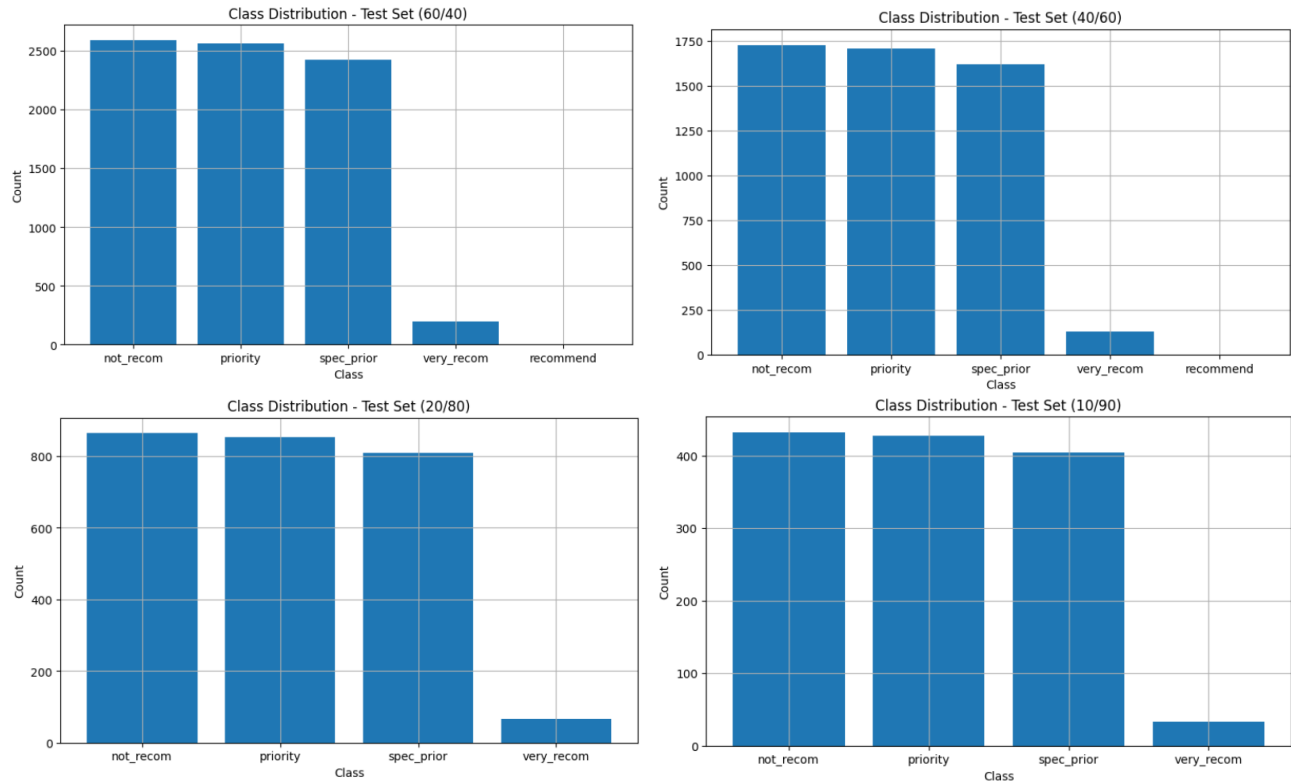 Class Distribution - Test Set (60/40)
2500
2000
1500
1000
500
0
Count
not_recom priority spec_prior very_recom recommend
Class
Class Distribution - Test Set (40/60)
1750
1500
1250
1000
750
500
250
0
Count
not_recom priority spec_prior very_recom recommend
Class
Class Distribution - Test Set (20/80)
800
600
400
200
0
Count
not_recom priority spec_prior very_recom
Class
Class Distribution - Test Set (10/90)
400
300
200
100
0
Count
not_recom priority spec_prior very_recom
Class